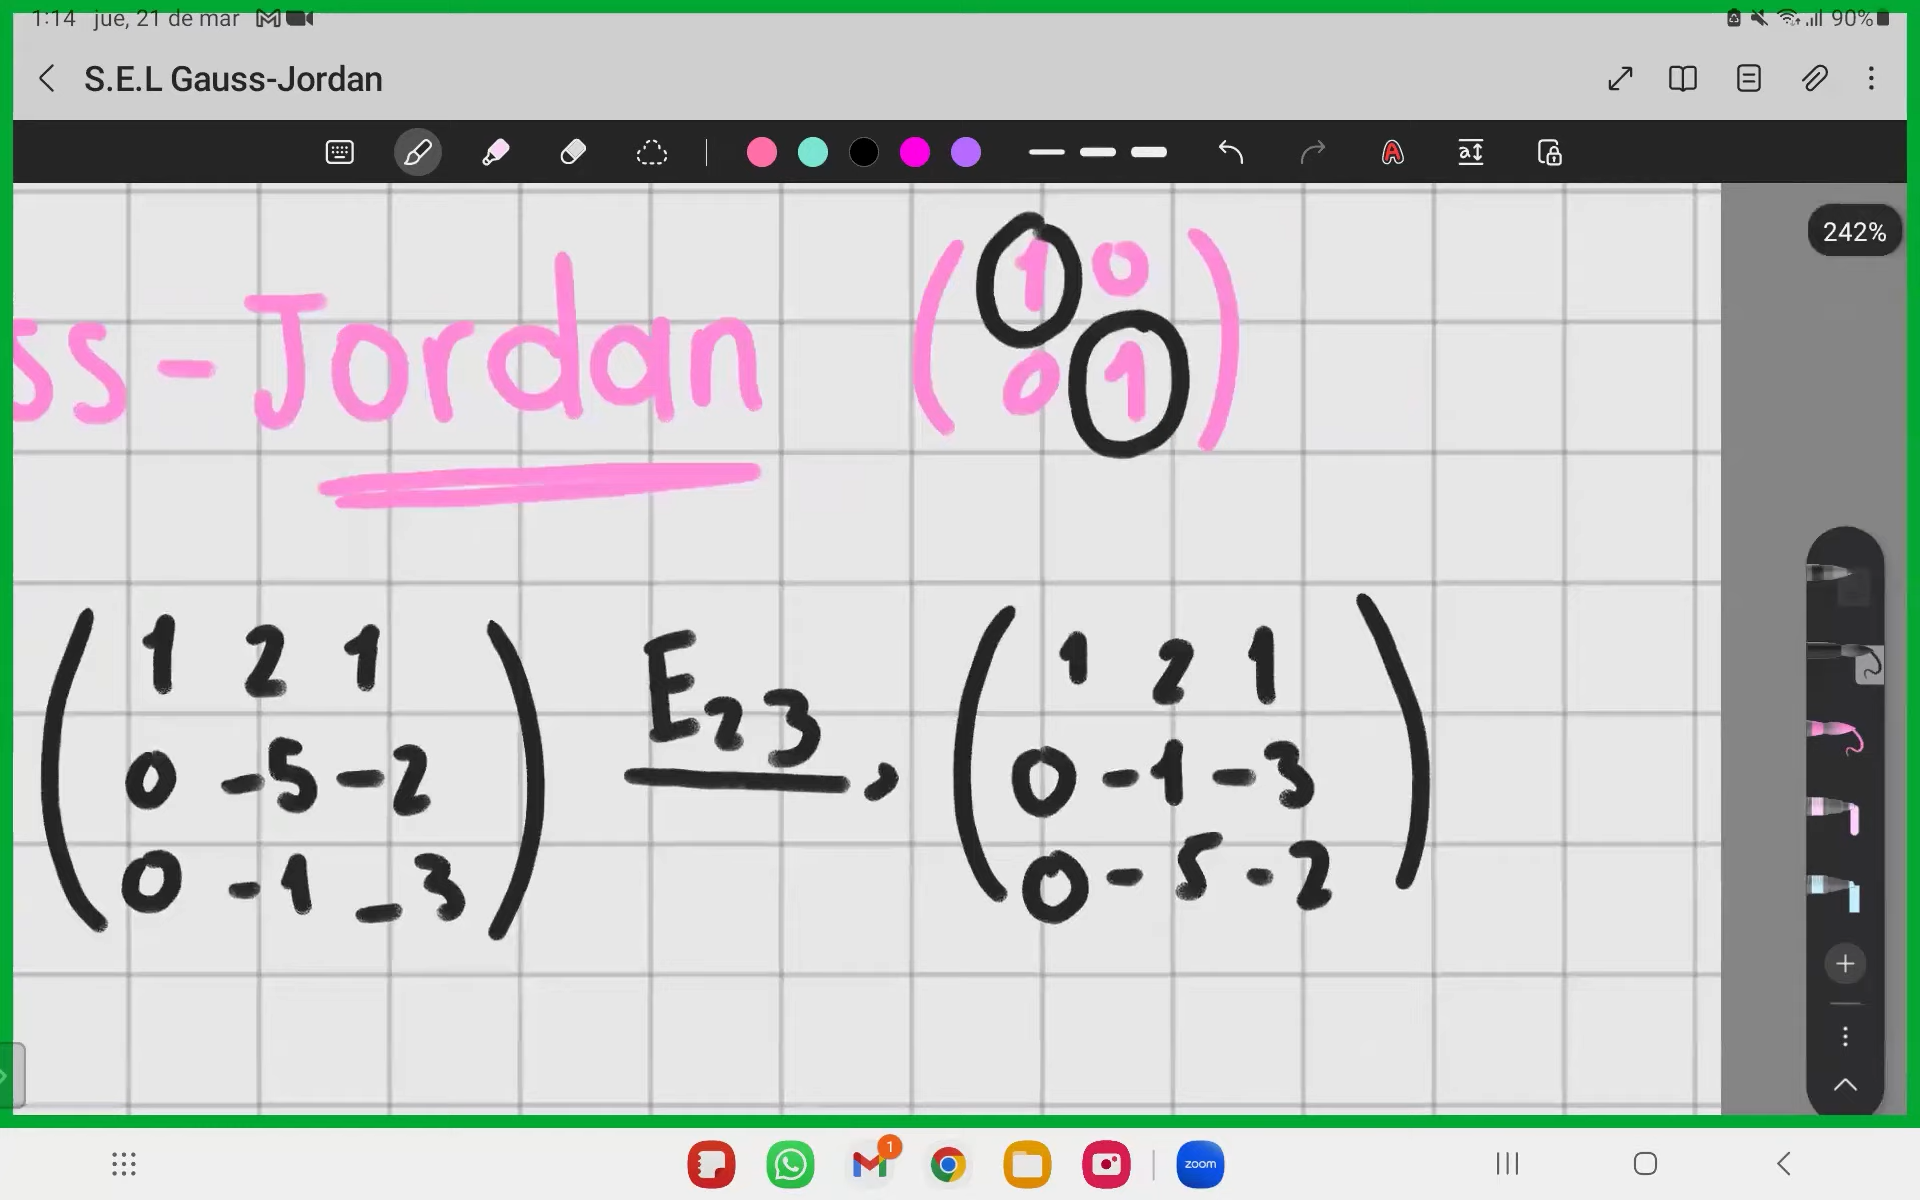 1:14 jue, 21 de mar 90%
S.E.L Gauss-Jordan
242%
ss-Jordan
1 0
0 1
1 2 1
0 -5 -2
0 -1 -3
E23
1 2 1
0 -1 -3
0 -5 -2
1
zoom